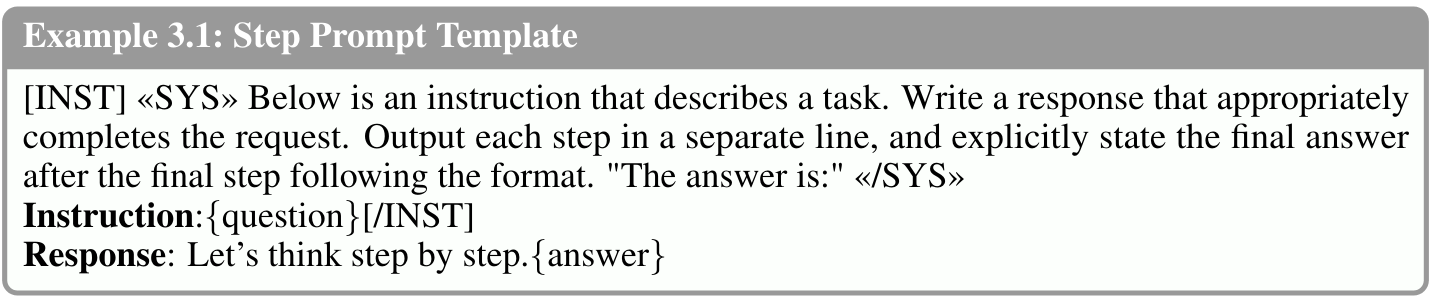 Example 3.1: Step Prompt Template
[INST] «SYS» Below is an instruction that describes a task. Write a response that appropriately
completes the request. Output each step in a separate line, and explicitly state the final answer
after the final step following the format. "The answer is:" «/SYS»
Instruction:{question}[/INST]
Response: Let’s think step by step.{answer}